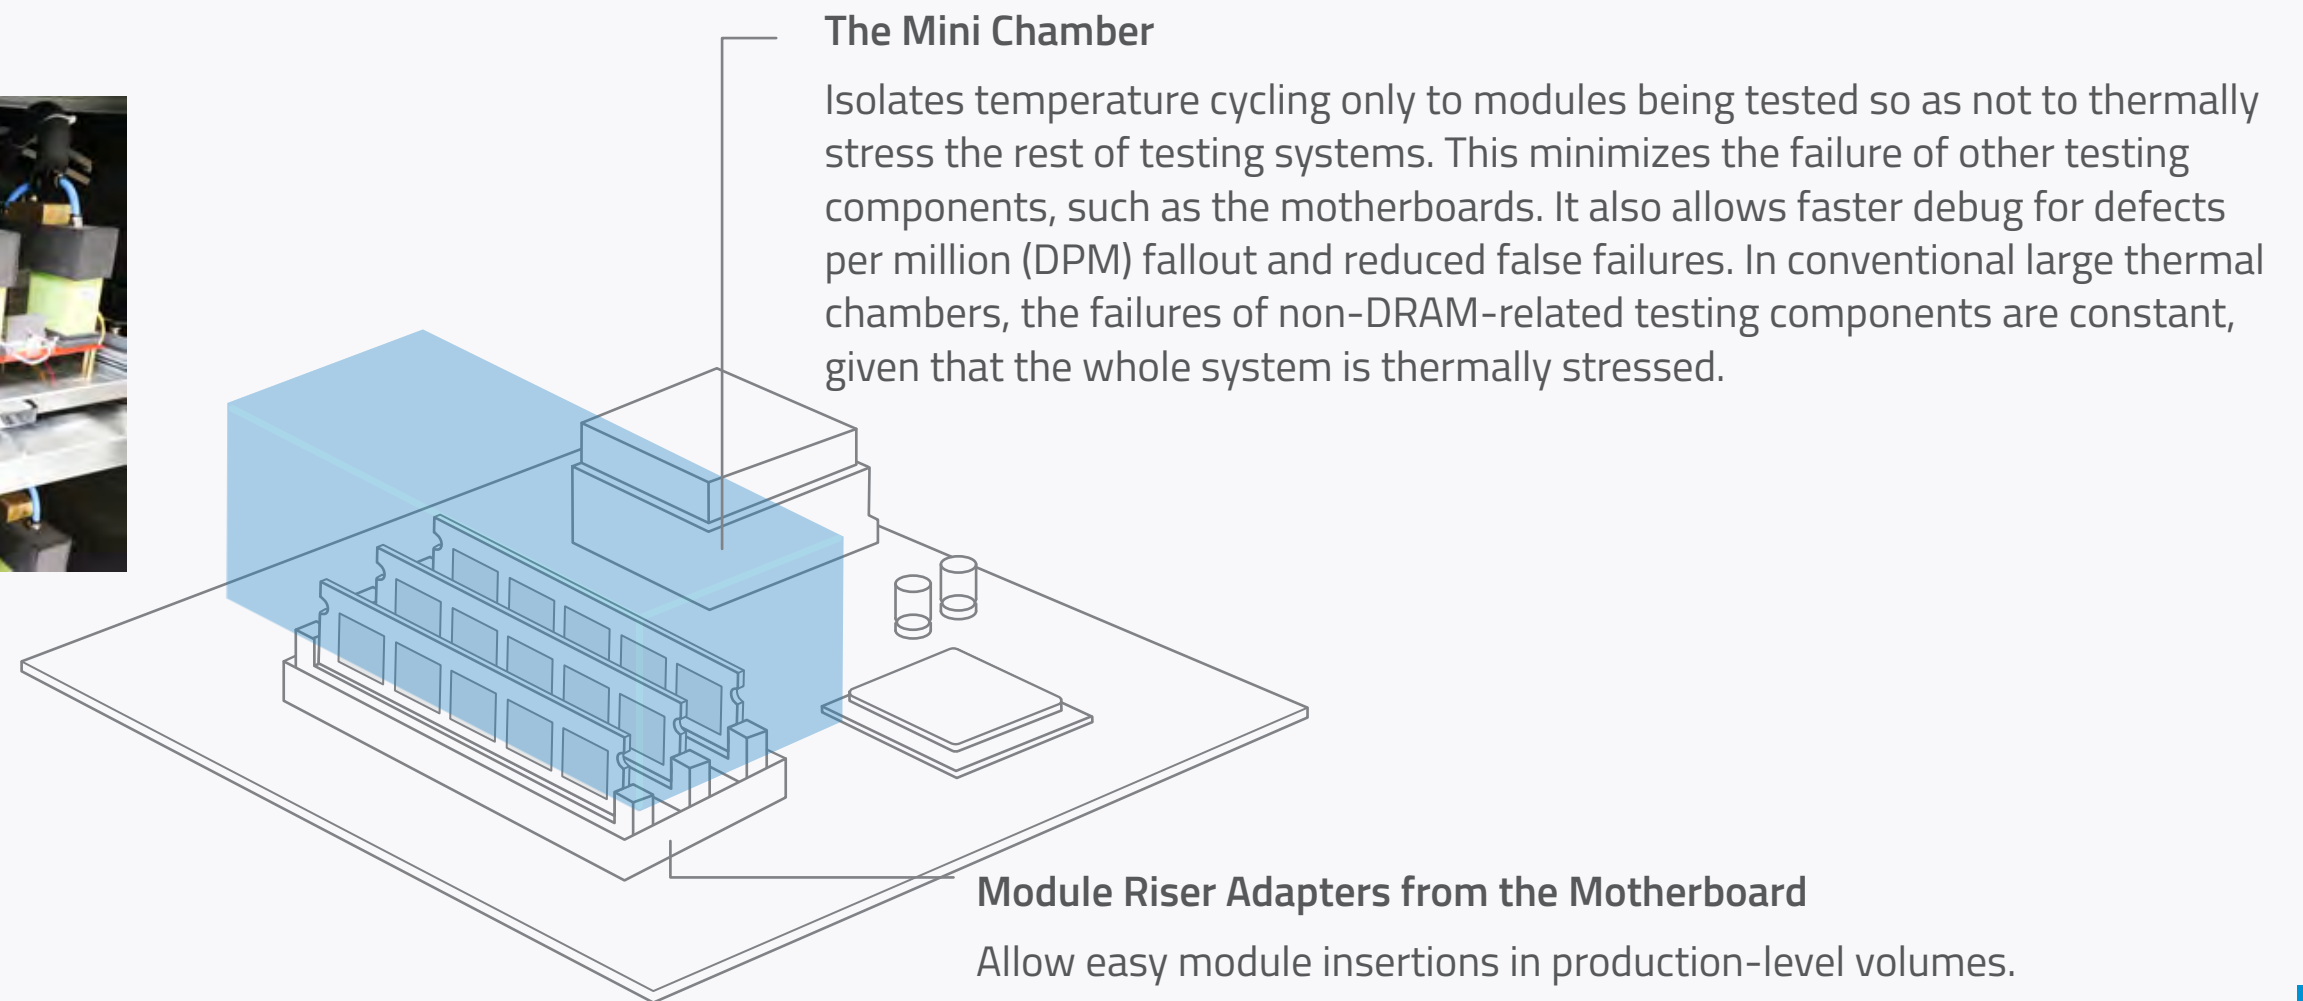 The Mini Chamber
Isolates temperature cycling only to modules being tested so as not to thermally
stress the rest of testing systems. This minimizes the failure of other testing
components, such as the motherboards. It also allows faster debug for defects
per million (DPM) fallout and reduced false failures. In conventional large thermal
chambers, the failures of non-DRAM-related testing components are constant,
given that the whole system is thermally stressed.
Module Riser Adapters from the Motherboard
Allow easy module insertions in production-level volumes.